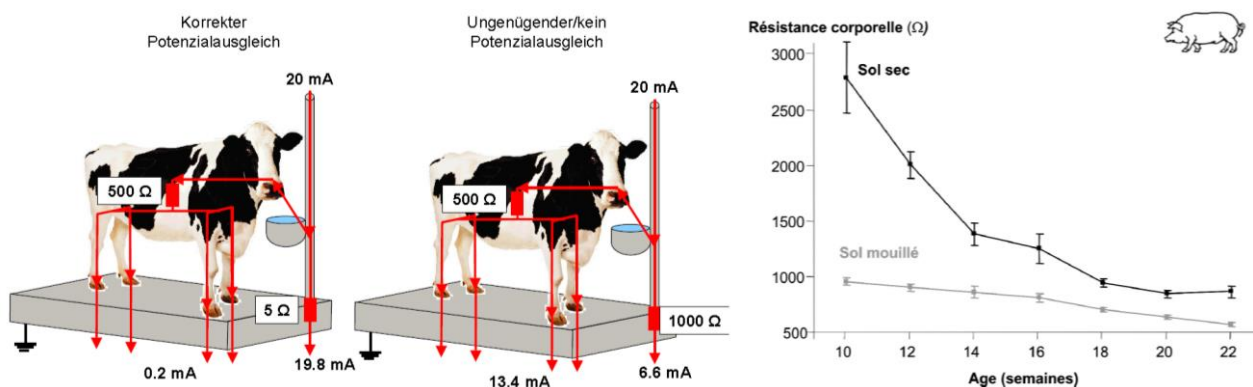 Korrekter
Potenzialausgleich
20 mA
500 Ω
5 Ω
0.2 mA
19.8 mA
Ungenügender/kein
Potenzialausgleich
20 mA
500 Ω
1000 Ω
13.4 mA
6.6 mA
Résistance corporelle (Ω)
3000
2500
2000
1500
1000
500
Sol sec
Sol mouillé
10 12 14 16 18 20 22
Age (semaines)